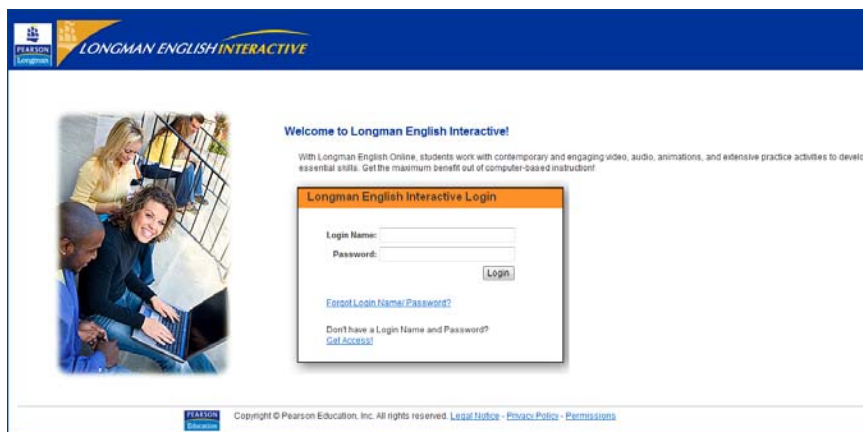 PEARSON
Longman
LONGMAN ENGLISH INTERACTIVE
Welcome to Longman English Interactive!
With Longman English Online, students work with contemporary and engaging video, audio, animations, and extensive practice activities to develo
essential skills. Get the maximum benefit out of computer-based instruction!
Longman English Interactive Login
Login Name:
Password:
Login
Forgot Login Name/ Password?
Don't have a Login Name and Password?
Get Access!
PEARSON
Education
Copyright © Pearson Education, Inc. All rights reserved. Legal Notice - Privacy Policy - Permissions